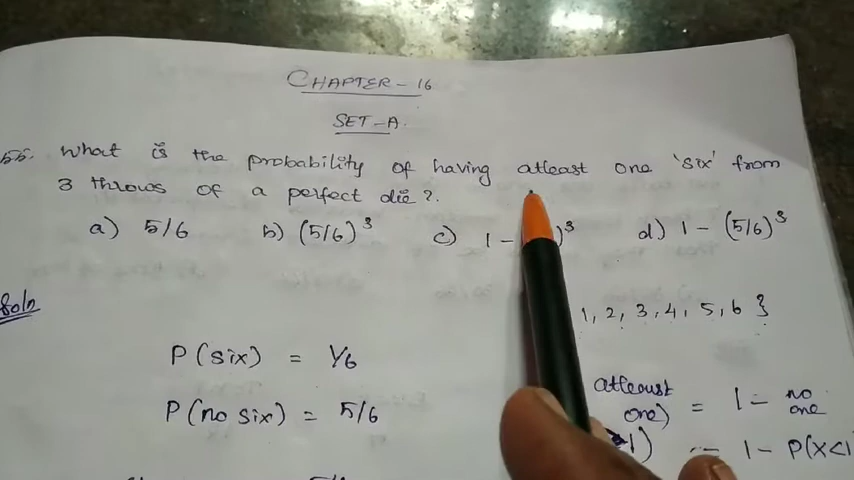 CHAPTER - 16
SET - A.
55. What is the probability of having atleast one 'six' from
3 throws of a perfect die?.
a) 5/6 b) (5/6)³ c) 1 - )³ d) 1 - (5/6)³
Soln
1, 2, 3, 4, 5, 6 }
P(six) = 1/6
P(no six) = 5/6
atleast
one) = 1 - no
one
1) = 1 - P(X<1